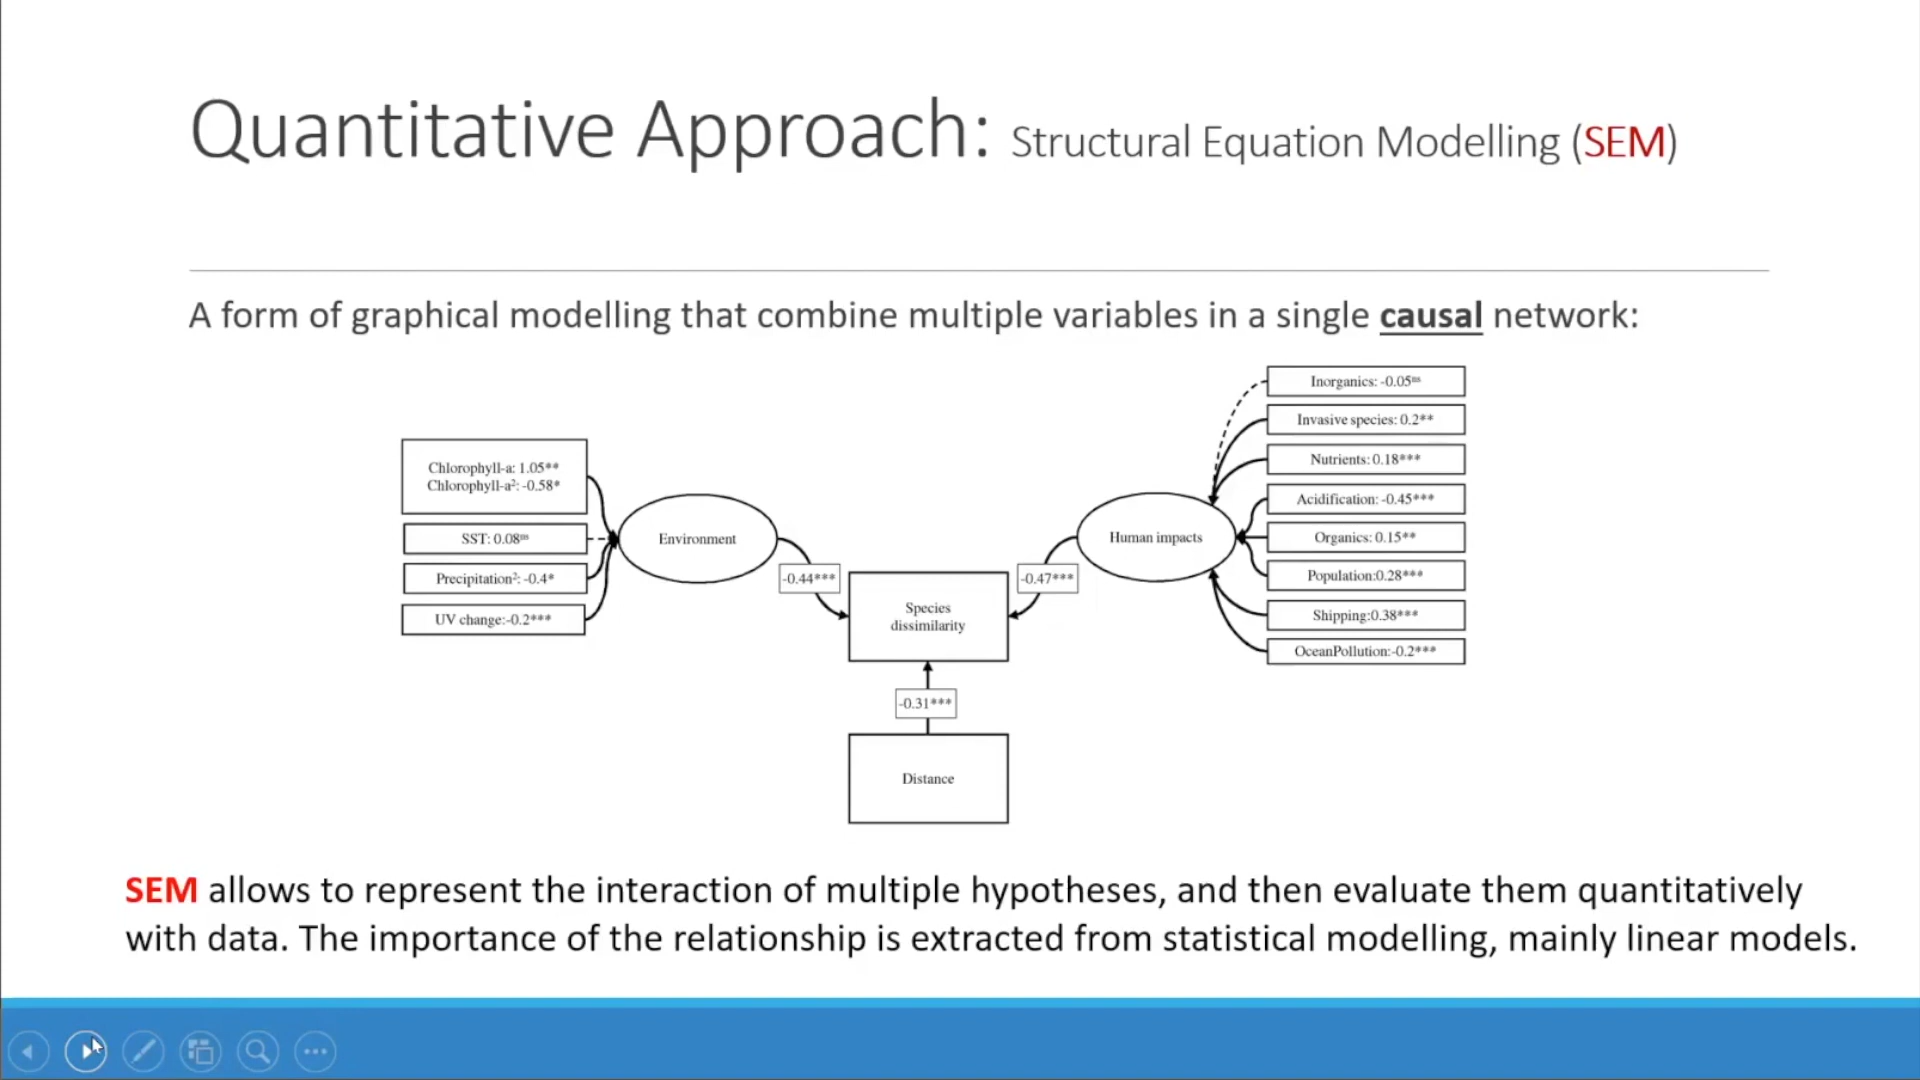 Quantitative Approach: Structural Equation Modelling (SEM)
A form of graphical modelling that combine multiple variables in a single causal network:
Chlorophyll-a: 1.05**
Chlorophyll-a²: -0.58*
SST: 0.08ⁿˢ
Precipitation²: -0.4*
UV change:-0.2***
Environment
-0.44***
Species
dissimilarity
-0.31***
Distance
-0.47***
Human impacts
Inorganics: -0.05ⁿˢ
Invasive species: 0.2**
Nutrients: 0.18***
Acidification: -0.45***
Organics: 0.15**
Population:0.28***
Shipping:0.38***
OceanPollution:-0.2***
SEM allows to represent the interaction of multiple hypotheses, and then evaluate them quantitatively
with data. The importance of the relationship is extracted from statistical modelling, mainly linear models.